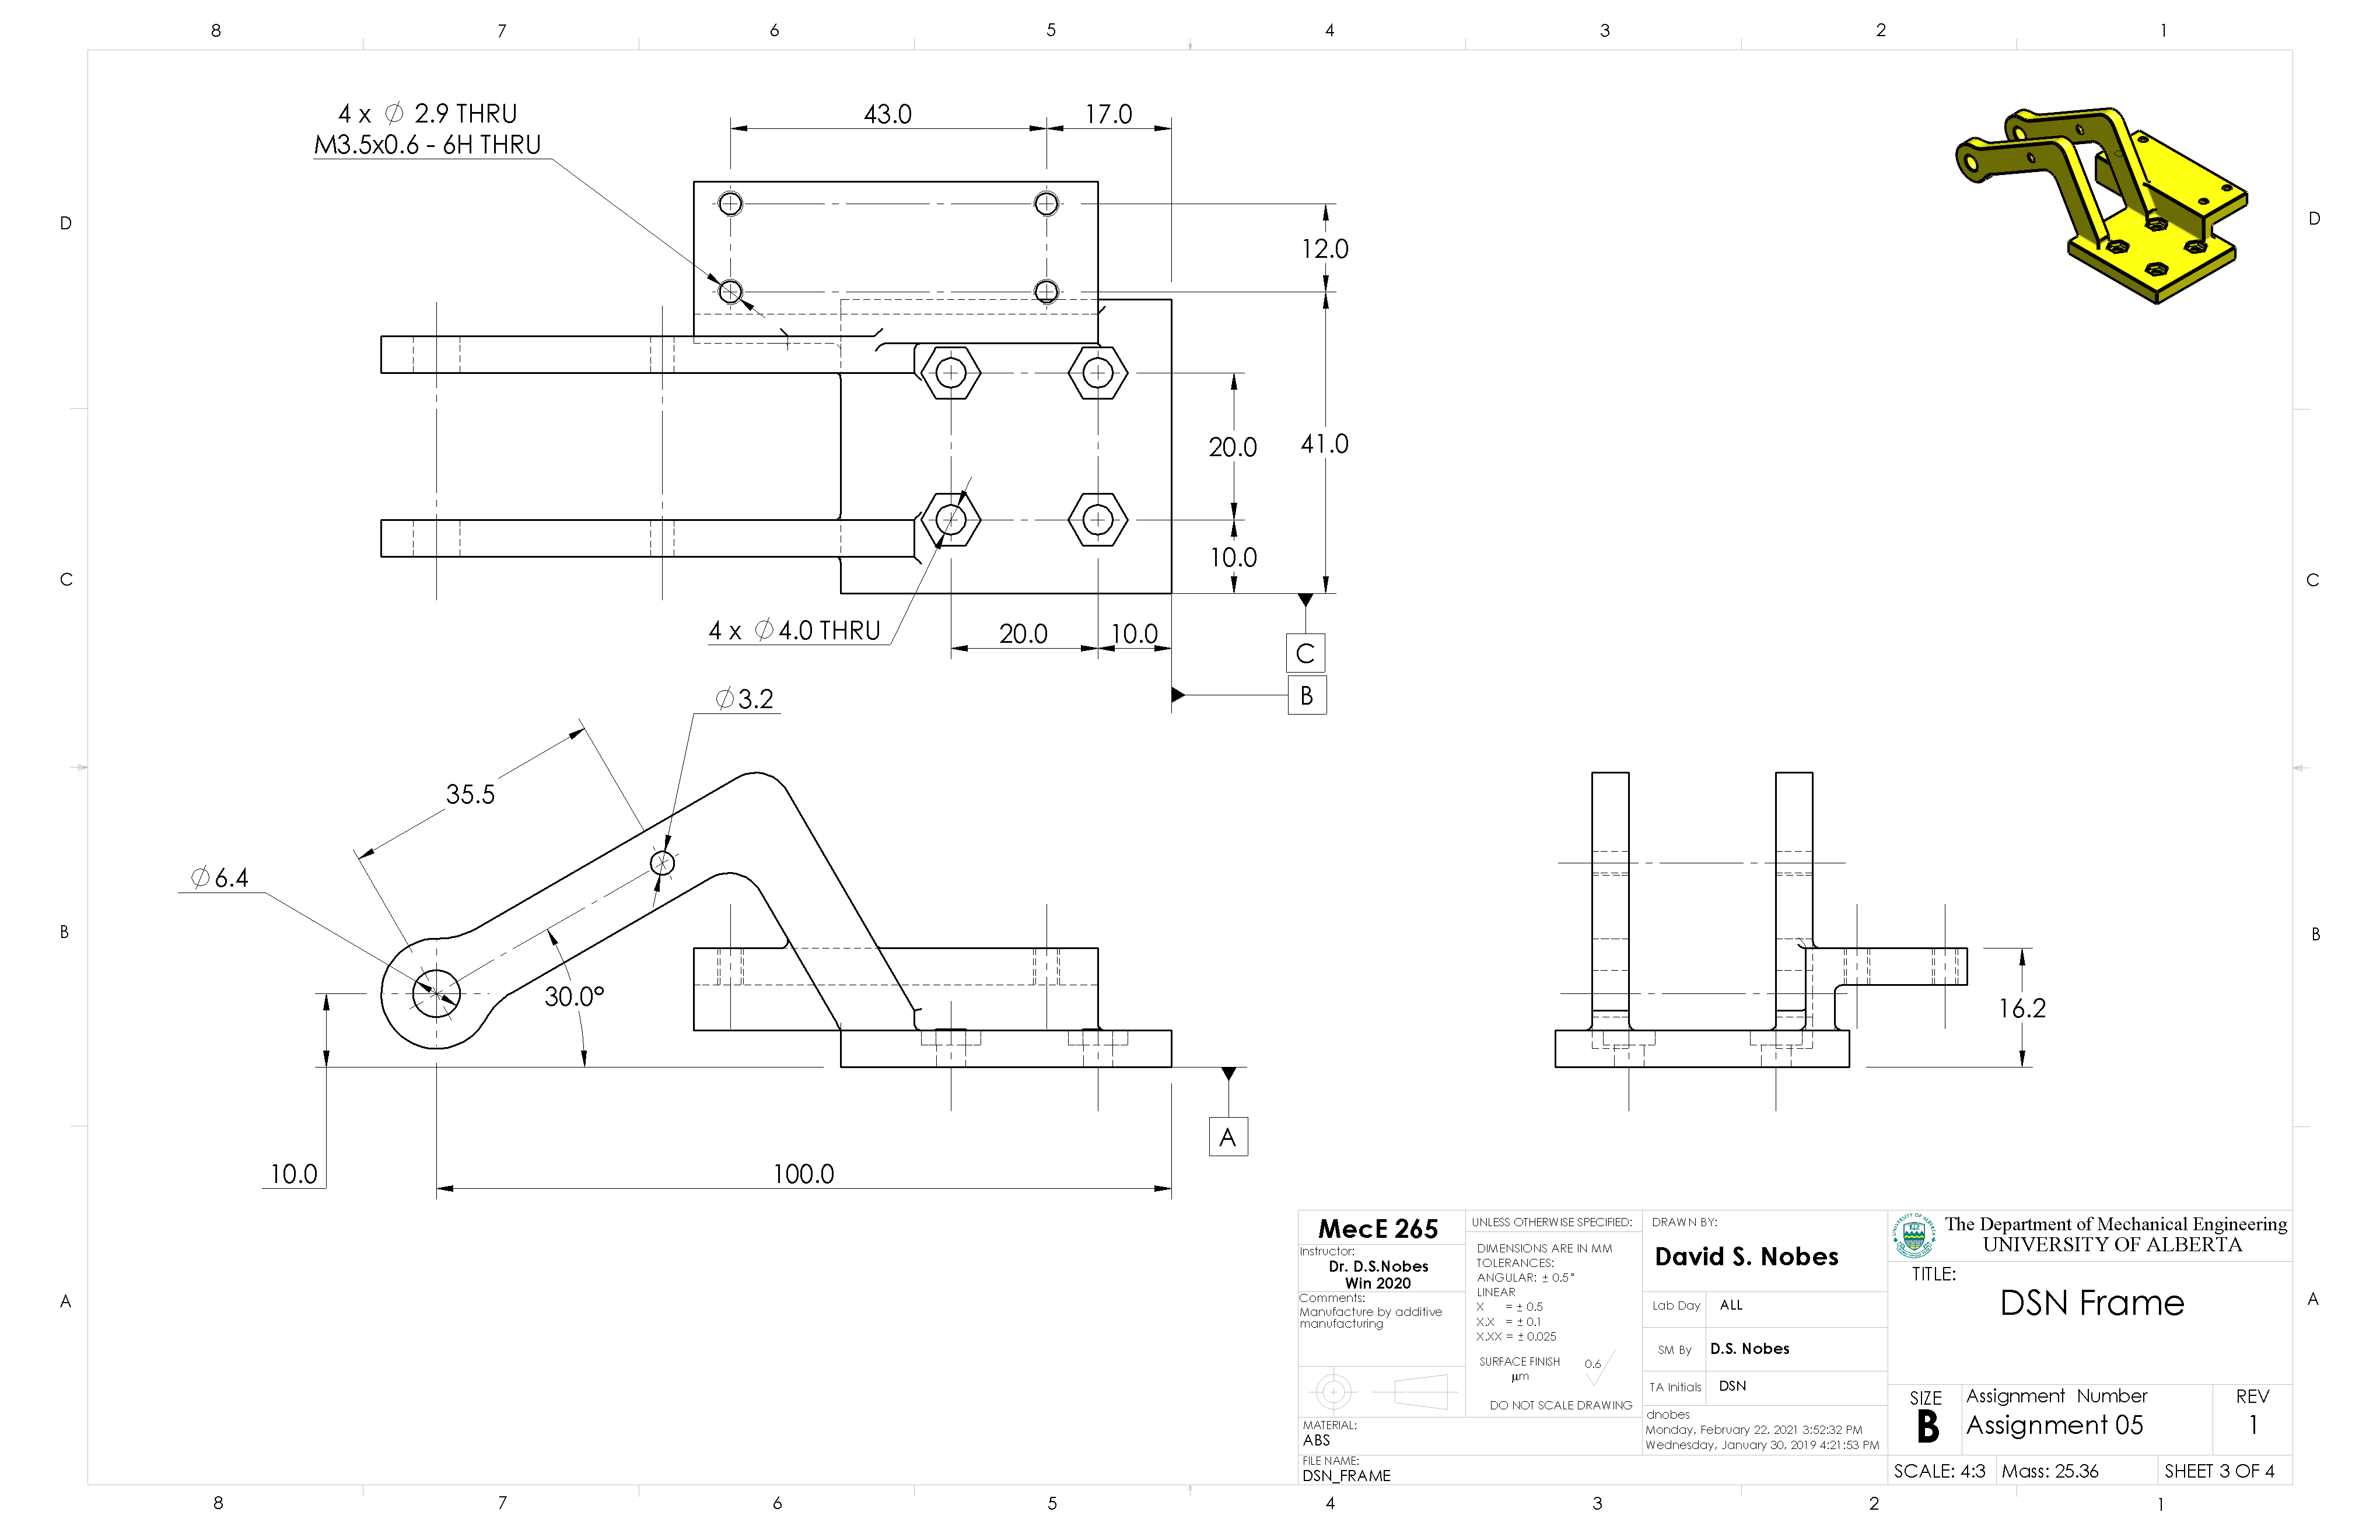 8 7 6 5 4 3 2 1
4 x ∅ 2.9 THRU
M3.5x0.6 - 6H THRU
43.0
17.0
D
D
12.0
20.0
41.0
10.0
C
C
4 x ∅4.0 THRU
20.0
10.0
C
B
∅3.2
35.5
∅6.4
30.0°
B
B
16.2
A
10.0
100.0
A
A
MecE 265
Instructor:
Dr. D.S.Nobes
Win 2020
Comments:
Manufacture by additive
manufacturing
MATERIAL:
ABS
FILE NAME:
DSN_FRAME
UNLESS OTHERWISE SPECIFIED:
DIMENSIONS ARE IN MM
TOLERANCES:
ANGULAR: ± 0.5°
LINEAR
X = ± 0.5
X.X = ± 0.1
X.XX = ± 0.025
SURFACE FINISH 0.6
µm
DO NOT SCALE DRAWING
DRAWN BY:
David S. Nobes
Lab Day ALL
SM By D.S. Nobes
TA Initials DSN
dnobes
Monday, February 22, 2021 3:52:32 PM
Wednesday, January 30, 2019 4:21:53 PM
UNIVERSITY OF ALBERTA
The Department of Mechanical Engineering
UNIVERSITY OF ALBERTA
TITLE:
DSN Frame
SIZE
B
Assignment Number
Assignment 05
REV
1
SCALE: 4:3
Mass: 25.36
SHEET 3 OF 4
8 7 6 5 4 3 2 1